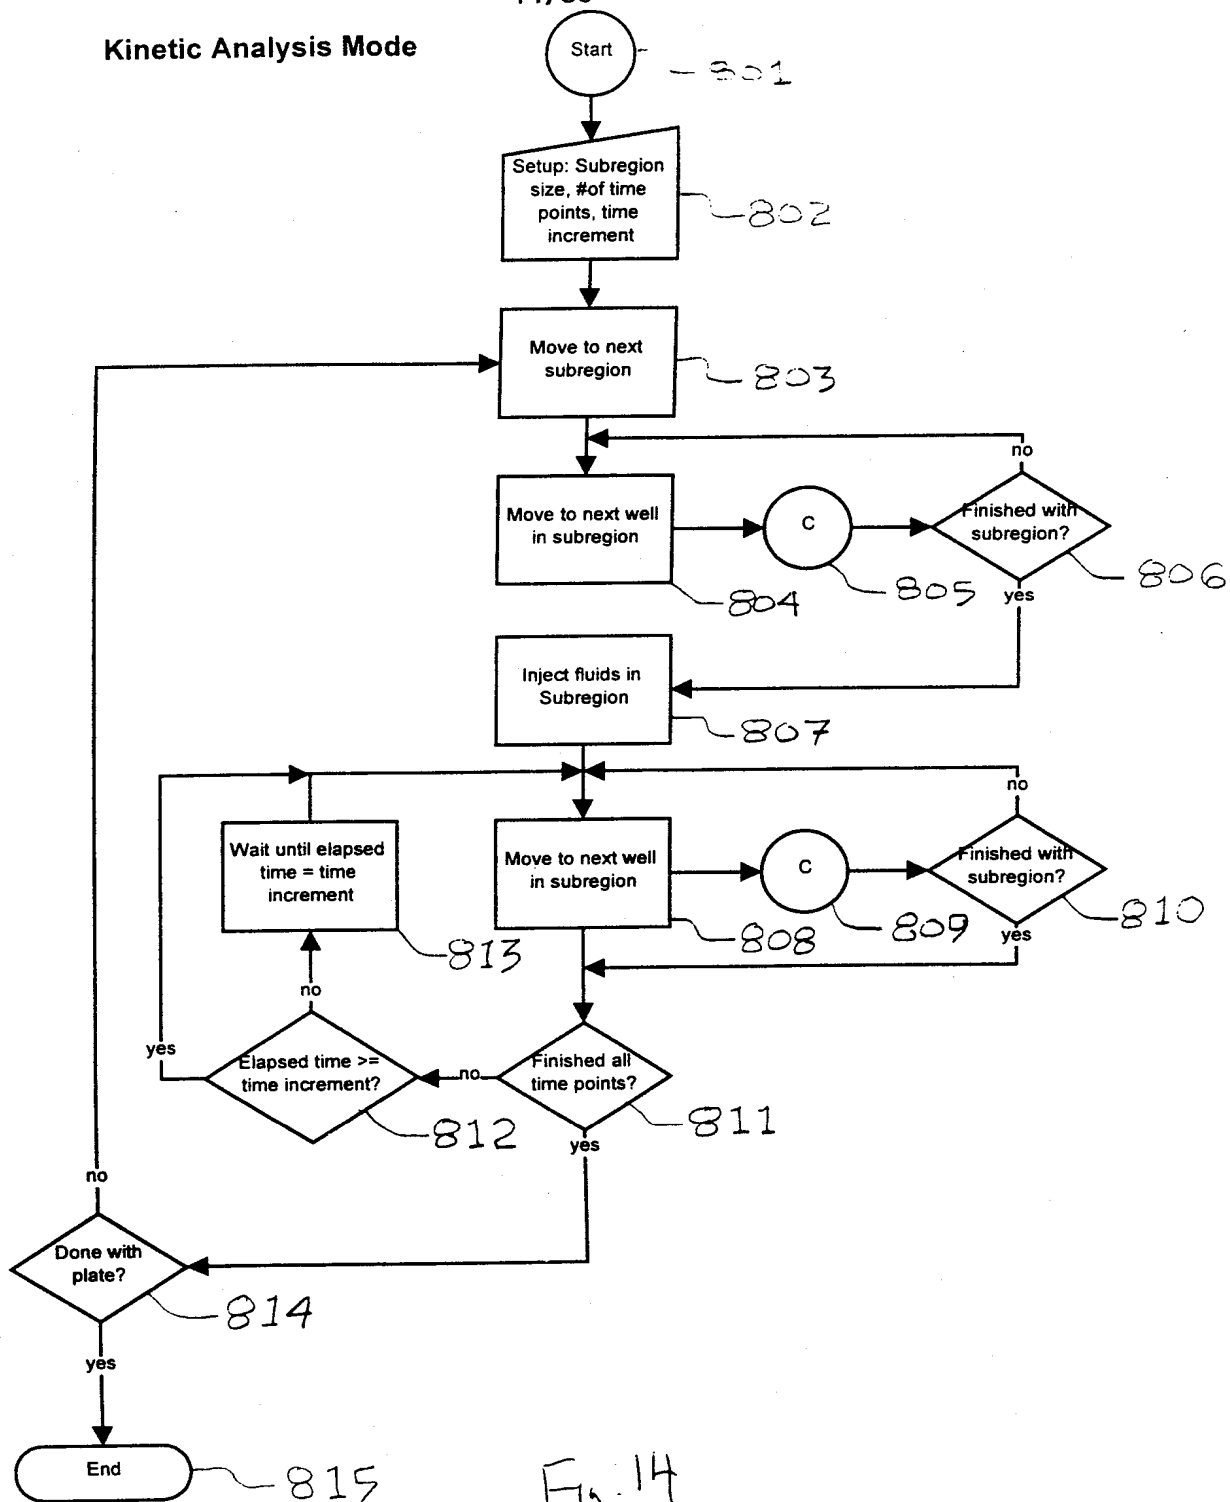 Kinetic Analysis Mode
Start
801
Setup: Subregion
size, #of time
points, time
increment
802
Move to next
subregion
803
no
Move to next well
in subregion
804
C
805
Finished with
subregion?
806
yes
Inject fluids in
Subregion
807
no
Wait until elapsed
time = time
increment
813
Move to next well
in subregion
808
C
809
Finished with
subregion?
810
yes
no
yes
Elapsed time >=
time increment?
812
no
Finished all
time points?
811
yes
no
Done with
plate?
814
yes
End
815
Fig. 14